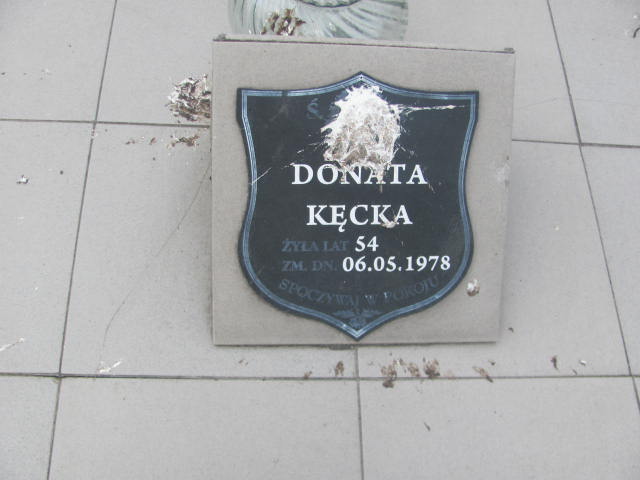 Ś.
DONATA
KĘCKA
ŻYŁA LAT 54
ZM. DN. 06.05.1978
SPOCZYWAJ W POKOJU